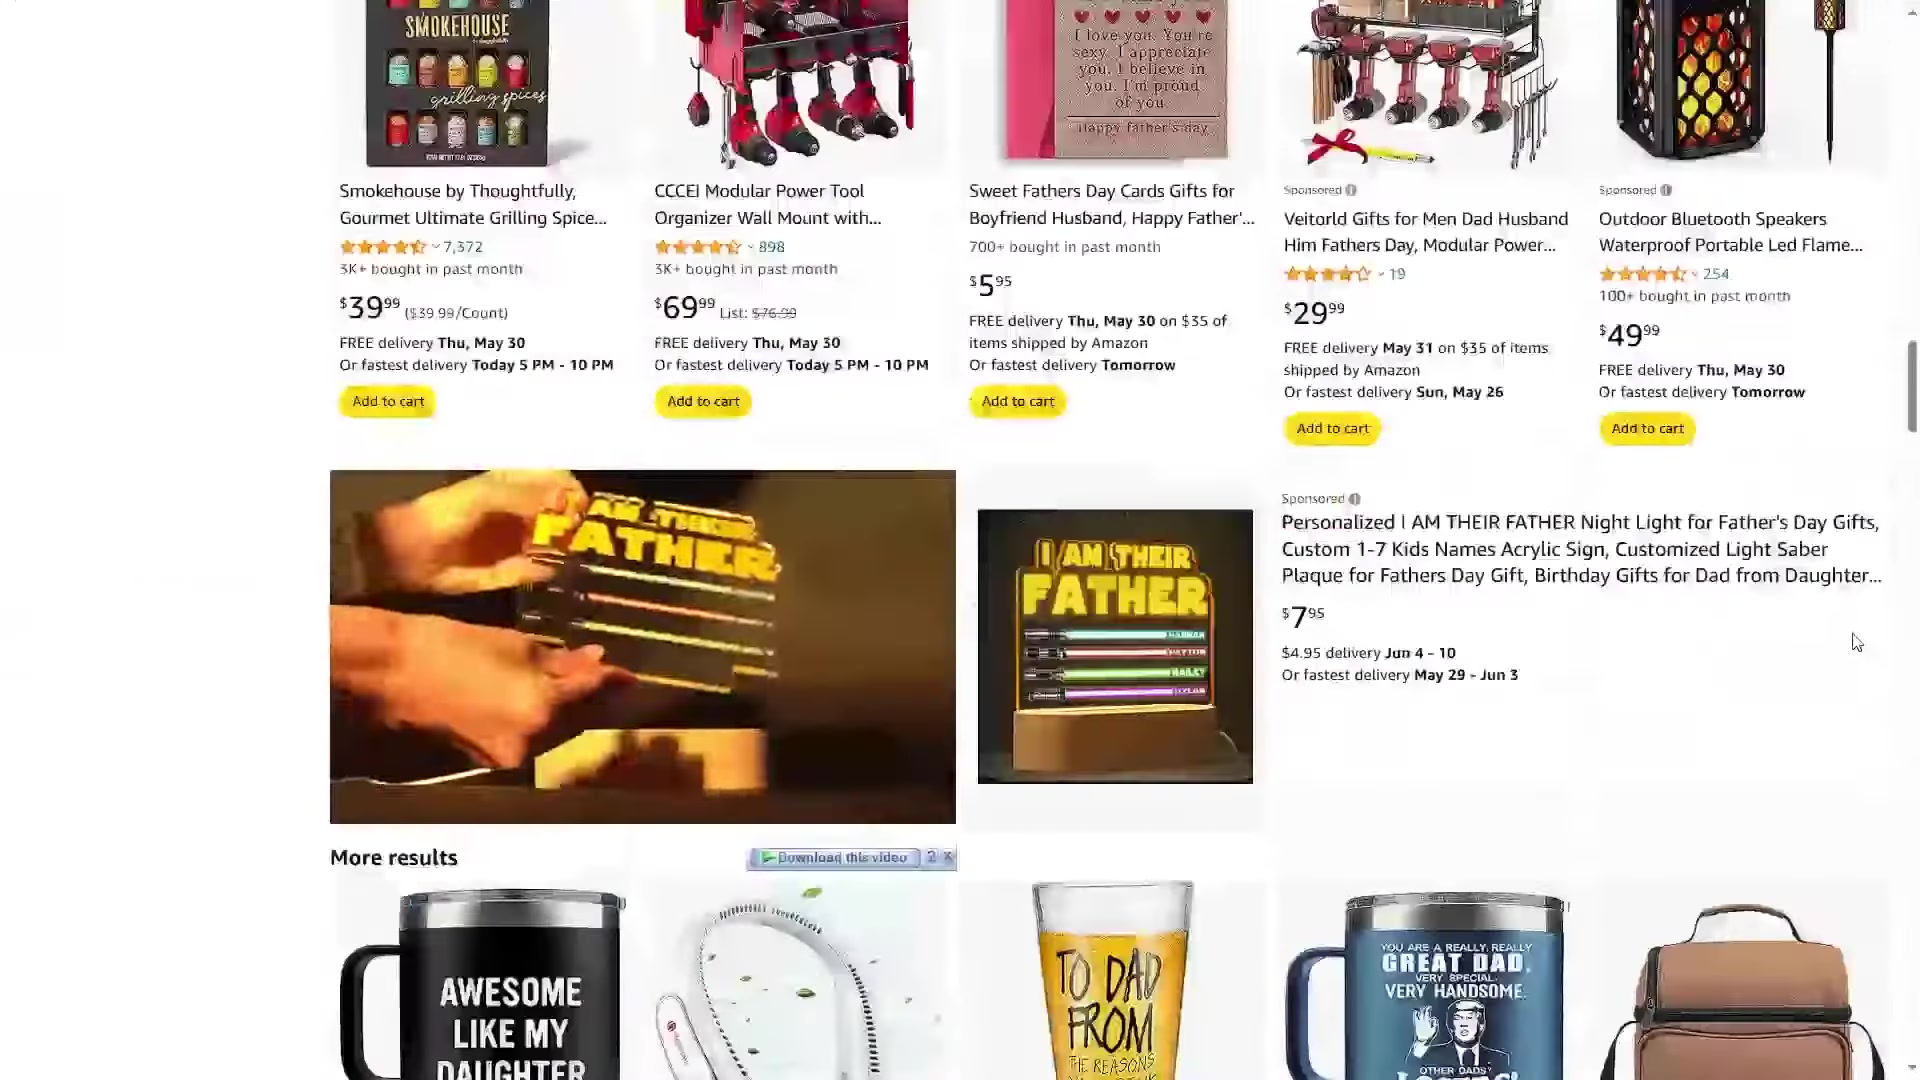 SMOKEHOUSE
grilling spices
I love you. You're
sexy. I appreciate
you. I believe in
you. I'm proud
of you.
Happy father's day
Smokehouse by Thoughtfully,
Gourmet Ultimate Grilling Spice...
7,372
3K+ bought in past month
$39.99 ($39.99/Count)
FREE delivery Thu, May 30
Or fastest delivery Today 5 PM - 10 PM
Add to cart
CCCEI Modular Power Tool
Organizer Wall Mount with...
898
3K+ bought in past month
$69.99 List: $76.99
FREE delivery Thu, May 30
Or fastest delivery Today 5 PM - 10 PM
Add to cart
Sweet Fathers Day Cards Gifts for
Boyfriend Husband, Happy Father'...
700+ bought in past month
$5.95
FREE delivery Thu, May 30 on $35 of
items shipped by Amazon
Or fastest delivery Tomorrow
Add to cart
Sponsored
Veitorld Gifts for Men Dad Husband
Him Fathers Day, Modular Power...
19
$29.99
FREE delivery May 31 on $35 of items
shipped by Amazon
Or fastest delivery Sun, May 26
Add to cart
Sponsored
Outdoor Bluetooth Speakers
Waterproof Portable Led Flame...
254
100+ bought in past month
$49.99
FREE delivery Thu, May 30
Or fastest delivery Tomorrow
Add to cart
I AM THEIR
FATHER
I AM THEIR
FATHER
Sponsored
Personalized I AM THEIR FATHER Night Light for Father's Day Gifts,
Custom 1-7 Kids Names Acrylic Sign, Customized Light Saber
Plaque for Fathers Day Gift, Birthday Gifts for Dad from Daughter...
$7.95
$4.95 delivery Jun 4 - 10
Or fastest delivery May 29 - Jun 3
More results
Download this video ? X
AWESOME
LIKE MY
DAUGHTER
TO DAD
FROM
THE REASONS
YOU ARE A REALLY, REALLY
GREAT DAD.
VERY SPECIAL.
VERY HANDSOME.
OTHER DADS?